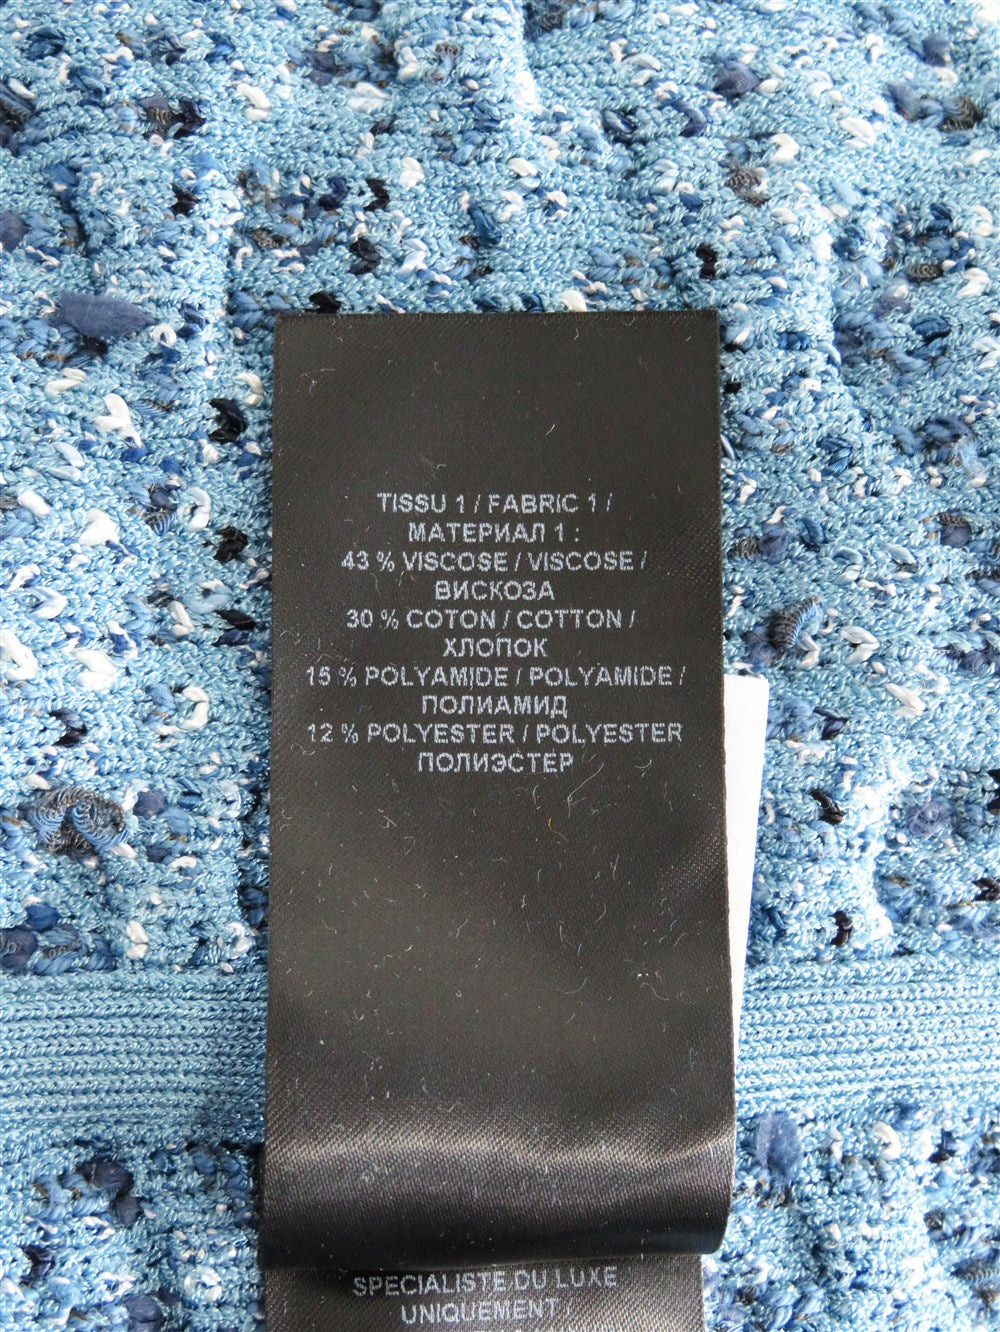 TISSU 1 / FABRIC 1 /
МАТЕРИАЛ 1 :
43 % VISCOSE / VISCOSE /
ВИСКОЗА
30 % COTON / COTTON /
ХЛОПОК
15 % POLYAMIDE / POLYAMIDE /
ПОЛИАМИД
12 % POLYESTER / POLYESTER
ПОЛИЭСТЕР
SPECIALISTE DU LUXE
UNIQUEMENT /